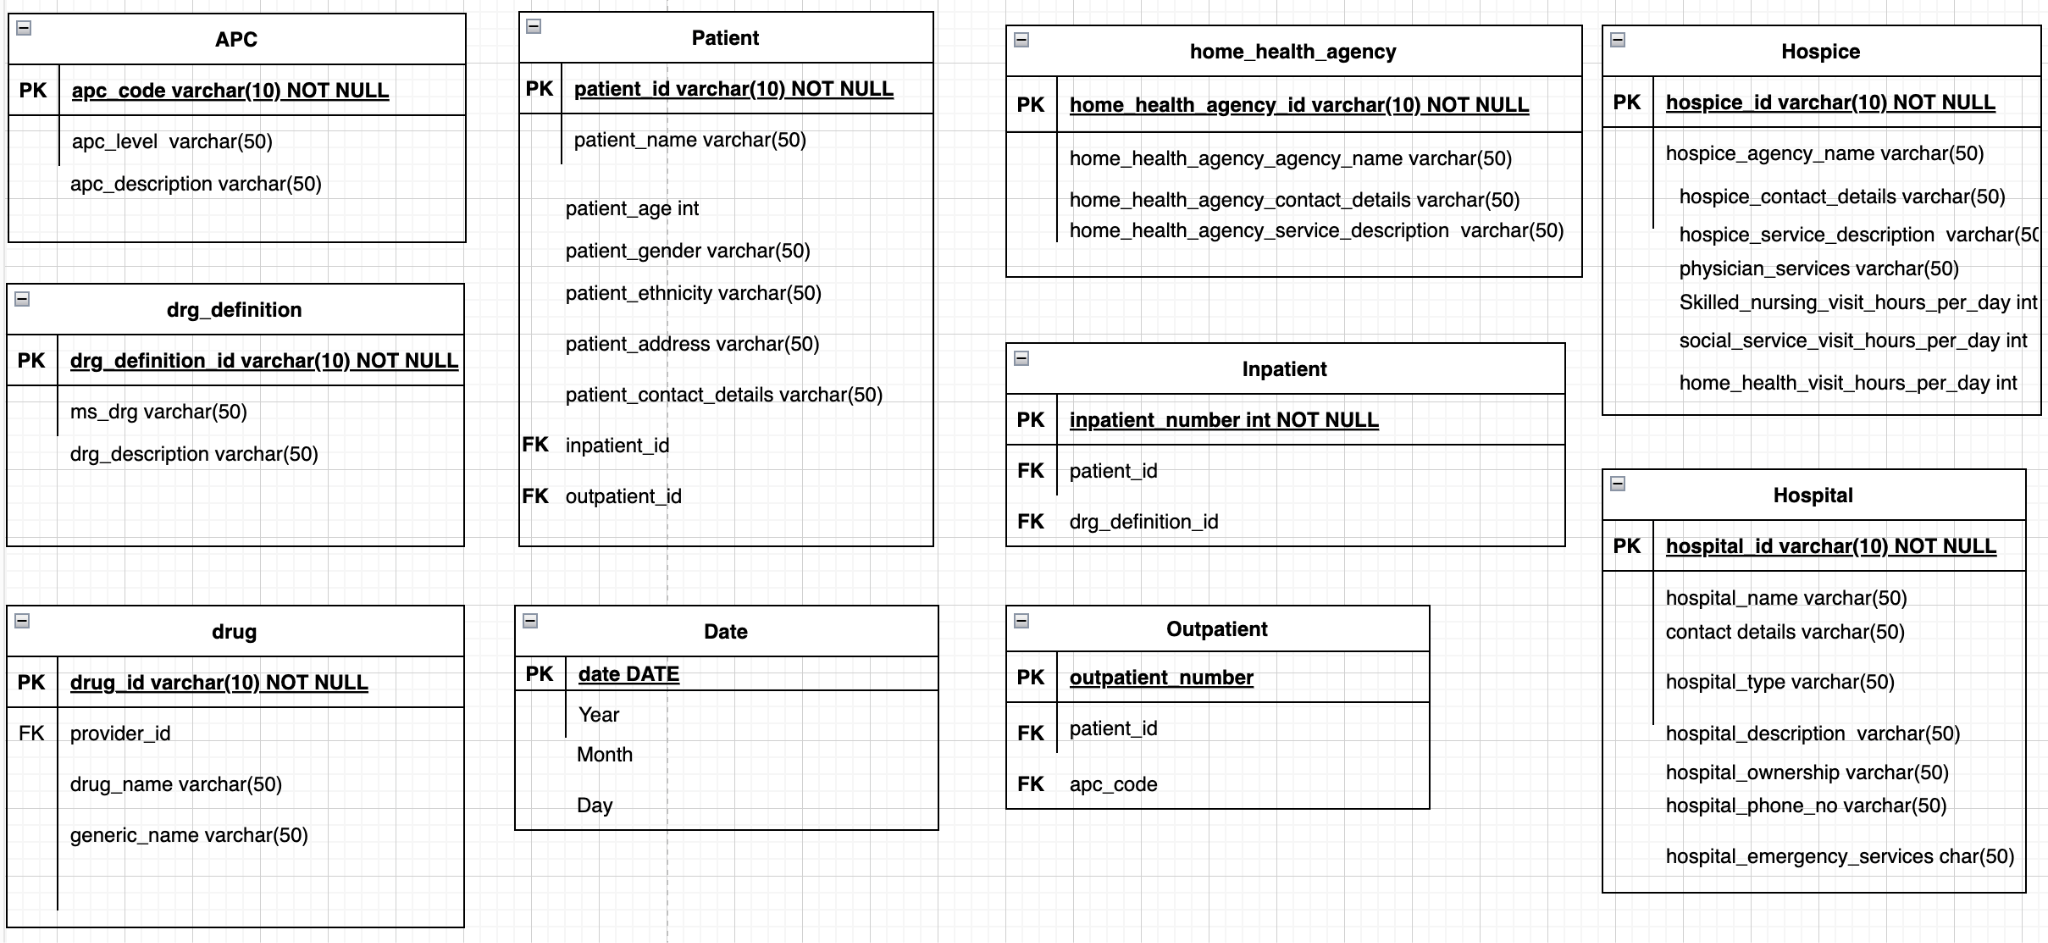 APC
PK apc_code varchar(10) NOT NULL
apc_level  varchar(50)
apc_description varchar(50)
drg_definition
PK drg_definition_id varchar(10) NOT NULL
ms_drg varchar(50)
drg_description varchar(50)
drug
PK drug_id varchar(10) NOT NULL
FK provider_id
drug_name varchar(50)
generic_name varchar(50)
Patient
PK patient_id varchar(10) NOT NULL
patient_name varchar(50)
patient_age int
patient_gender varchar(50)
patient_ethnicity varchar(50)
patient_address varchar(50)
patient_contact_details varchar(50)
FK inpatient_id
FK outpatient_id
Date
PK date DATE
Year
Month
Day
home_health_agency
PK home_health_agency_id varchar(10) NOT NULL
home_health_agency_agency_name varchar(50)
home_health_agency_contact_details varchar(50)
home_health_agency_service_description  varchar(50)
Inpatient
PK inpatient_number int NOT NULL
FK patient_id
FK drg_definition_id
Outpatient
PK outpatient_number
FK patient_id
FK apc_code
Hospice
PK hospice_id varchar(10) NOT NULL
hospice_agency_name varchar(50)
hospice_contact_details varchar(50)
hospice_service_description  varchar(50
physician_services varchar(50)
Skilled_nursing_visit_hours_per_day int
social_service_visit_hours_per_day int
home_health_visit_hours_per_day int
Hospital
PK hospital_id varchar(10) NOT NULL
hospital_name varchar(50)
contact details varchar(50)
hospital_type varchar(50)
hospital_description  varchar(50)
hospital_ownership varchar(50)
hospital_phone_no varchar(50)
hospital_emergency_services char(50)